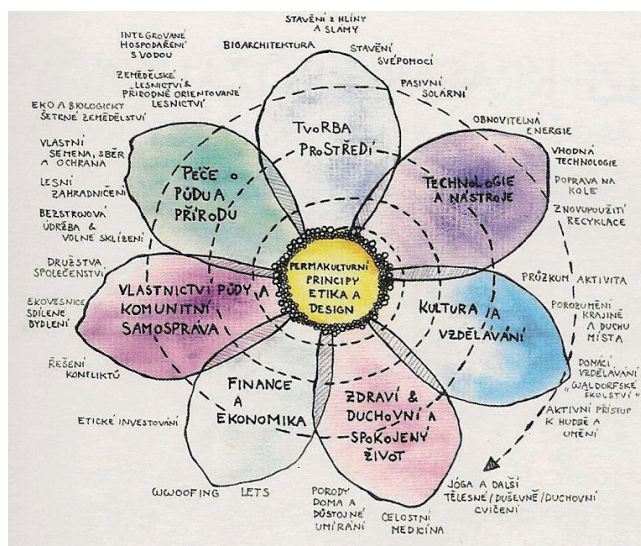 STAVĚNÍ Z HLÍNY
A SLAMY
BIOARCHITEKTURA
STAVĚNÍ
SVÉPOMOCÍ
PASIVNÍ
SOLÁRNÍ
OBNOVITELNÁ
ENERGIE
VHODNÁ
TECHNOLOGIE
DOPRAVA NA
KOLE
ZNOVUPOUŽITÍ
RECYKLACE
PRŮZKUM AKTIVITA
POROZUMĚNÍ
KRAJINĚ
A DUCHU
MÍSTA
DOMÁCÍ
VZDĚLÁVÁNÍ
"WALDORFSKÉ
ŠKOLSTVÍ"
AKTIVNÍ PŘÍSTUP
K HUDBĚ A
UMĚNÍ
JÓGA A DALŠÍ
TĚLESNÉ/DUŠEVNĚ/DUCHOVNÍ
CVIČENÍ
CELOSTNÍ
MEDICÍNA
PORODY
DOMA A
DŮSTOJNÉ
UMÍRÁNÍ
LETS
WWOOFING
ETICKÉ INVESTOVÁNÍ
ŘEŠENÍ
KONFLIKTŮ
EKOVESNICE
SDÍLENÉ
BYDLENÍ
DRUŽSTVA
SPOLEČENSTVÍ
BEZSTROJOVÁ
ÚDRŽBA &
VOLNÉ SKLÍZENÍ
LESNÍ
ZAHRADNIČENÍ
VLASTNÍ
SEMENA, SBĚR
A OCHRANA
EKO A BIOLOGICKY
ŠETRNÉ ZEMĚDĚLSTVÍ
ZEMĚDĚLSKÉ
LESNICTVÍ &
PŘÍRODNĚ ORIENTOVANÉ
LESNICTVÍ
INTEGROVANÉ
HOSPODAŘENÍ
S VODOU
TVORBA
PROSTŘEDÍ
TECHNOLOGIE
A NÁSTROJE
KULTURA A
VZDĚLÁVÁNÍ
ZDRAVÍ &
DUCHOVNÍ A
SPOKOJENÝ
ŽIVOT
FINANCE
A
EKONOMIKA
VLASTNICTVÍ PŮDY A
KOMUNITNÍ
SAMOSPRÁVA
PÉČE O
PŮDU A
PŘÍRODU
PERMAKULTURNÍ
PRINCIPY
ETIKA A
DESIGN